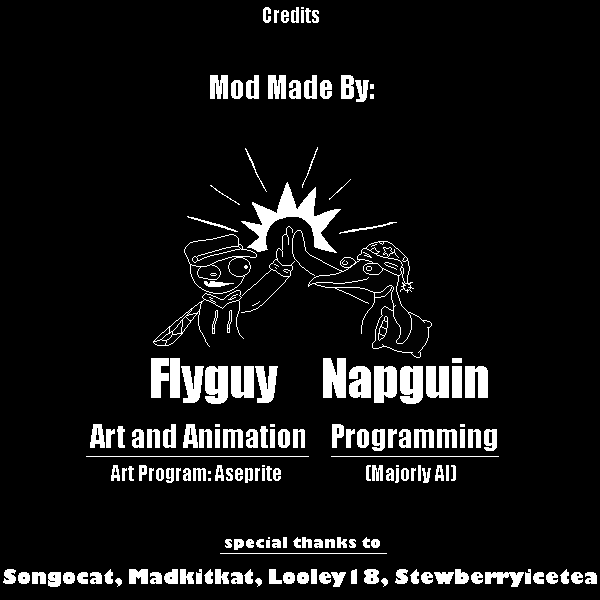 Credits
Mod Made By:
Flyguy Napguin
Art and Animation Programming
Art Program: Aseprite (Majorly AI)
special thanks to
Songocat, Madkitkat, Looley18, Stewberryicetea